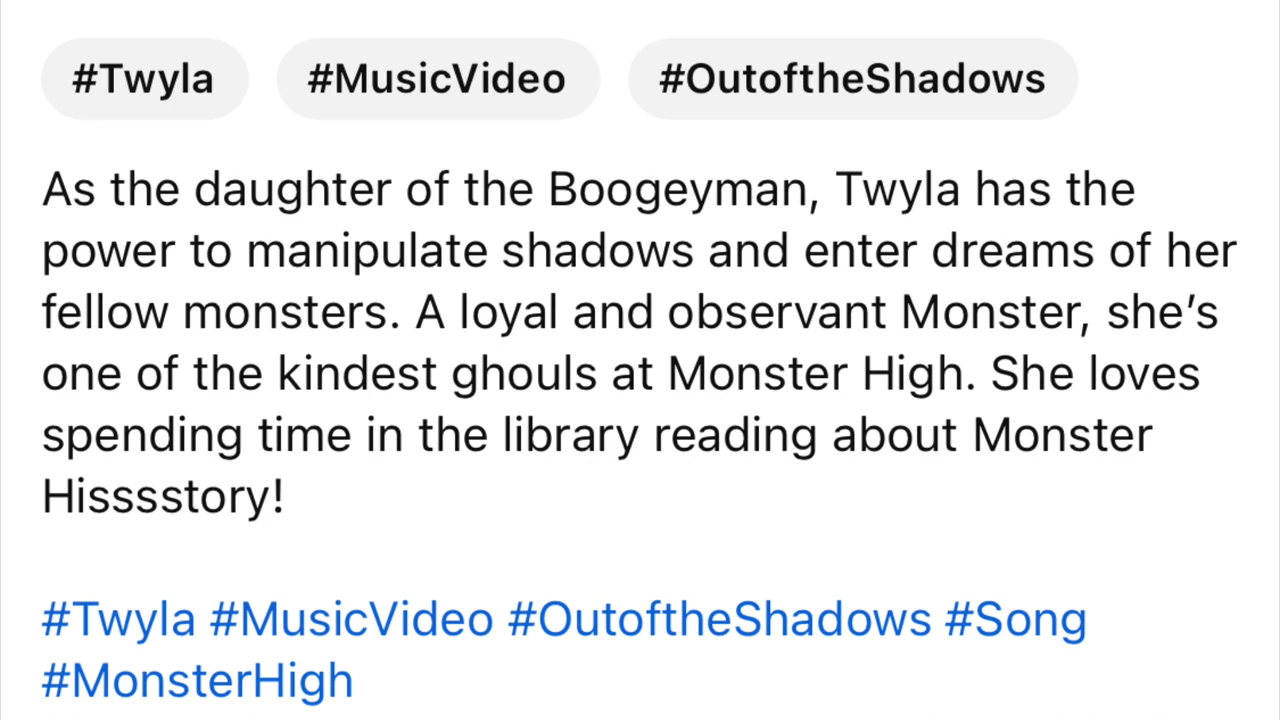 #Twyla #MusicVideo #OutoftheShadows
As the daughter of the Boogeyman, Twyla has the
power to manipulate shadows and enter dreams of her
fellow monsters. A loyal and observant Monster, she’s
one of the kindest ghouls at Monster High. She loves
spending time in the library reading about Monster
Hisssstory!
#Twyla #MusicVideo #OutoftheShadows #Song
#MonsterHigh